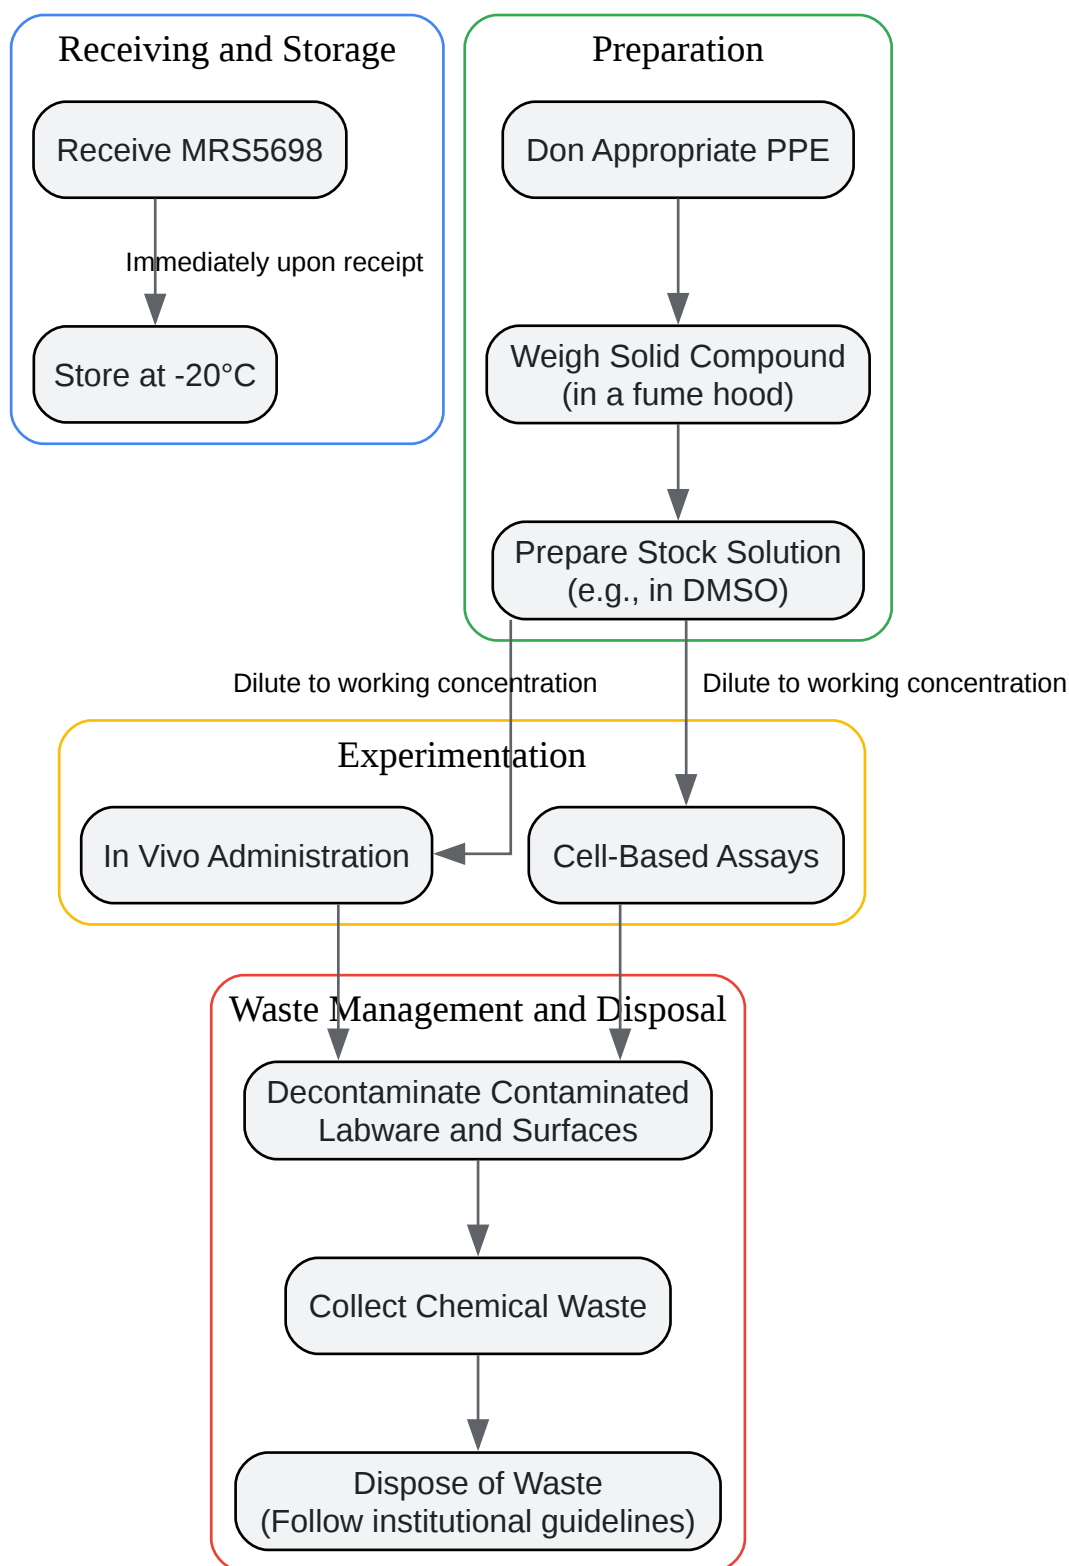 Receiving and Storage
Receive MRS5698
Immediately upon receipt
Store at -20°C
Preparation
Don Appropriate PPE
Weigh Solid Compound
(in a fume hood)
Prepare Stock Solution
(e.g., in DMSO)
Dilute to working concentration
Dilute to working concentration
Experimentation
In Vivo Administration
Cell-Based Assays
Waste Management and Disposal
Decontaminate Contaminated
Labware and Surfaces
Collect Chemical Waste
Dispose of Waste
(Follow institutional guidelines)